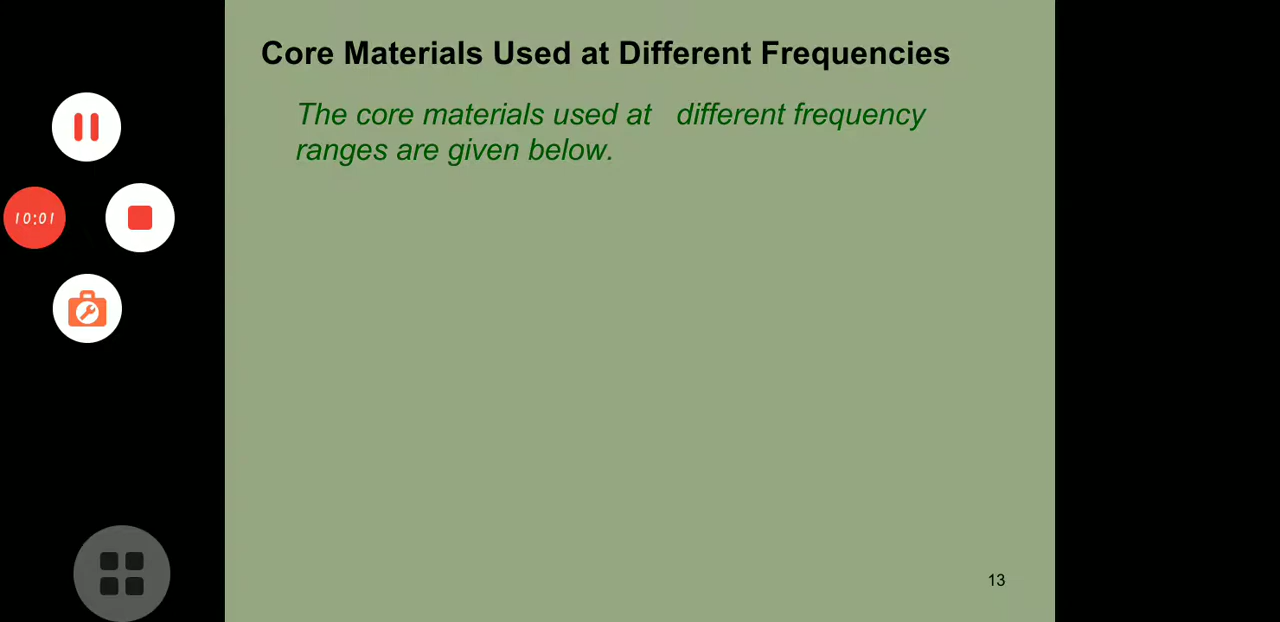 Core Materials Used at Different Frequencies
The core materials used at different frequency
ranges are given below.
10:01
13